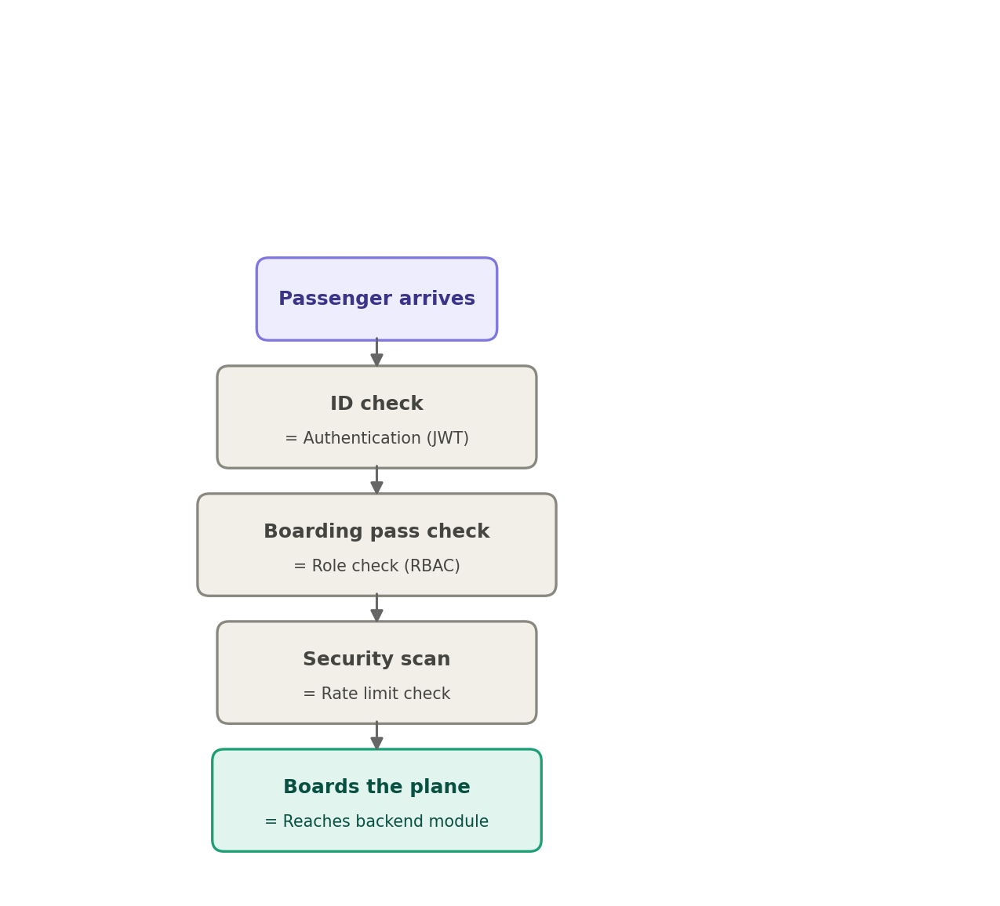 Passenger arrives
ID check
= Authentication (JWT)
Boarding pass check
= Role check (RBAC)
Security scan
= Rate limit check
Boards the plane
= Reaches backend module